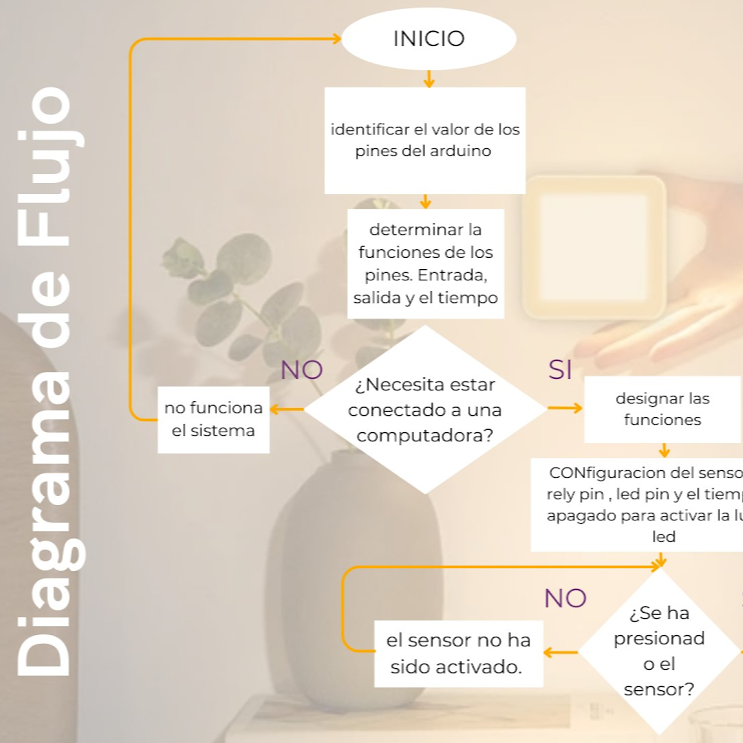 Diagrama de Flujo
INICIO
identificar el valor de los
pines del arduino
determinar la
funciones de los
pines. Entrada,
salida y el tiempo
NO
SI
¿Necesita estar
conectado a una
computadora?
no funciona
el sistema
designar las
funciones
CONfiguracion del senso
rely pin , led pin y el tiem
apagado para activar la lu
led
NO
¿Se ha
presionad
o el
sensor?
el sensor no ha
sido activado.